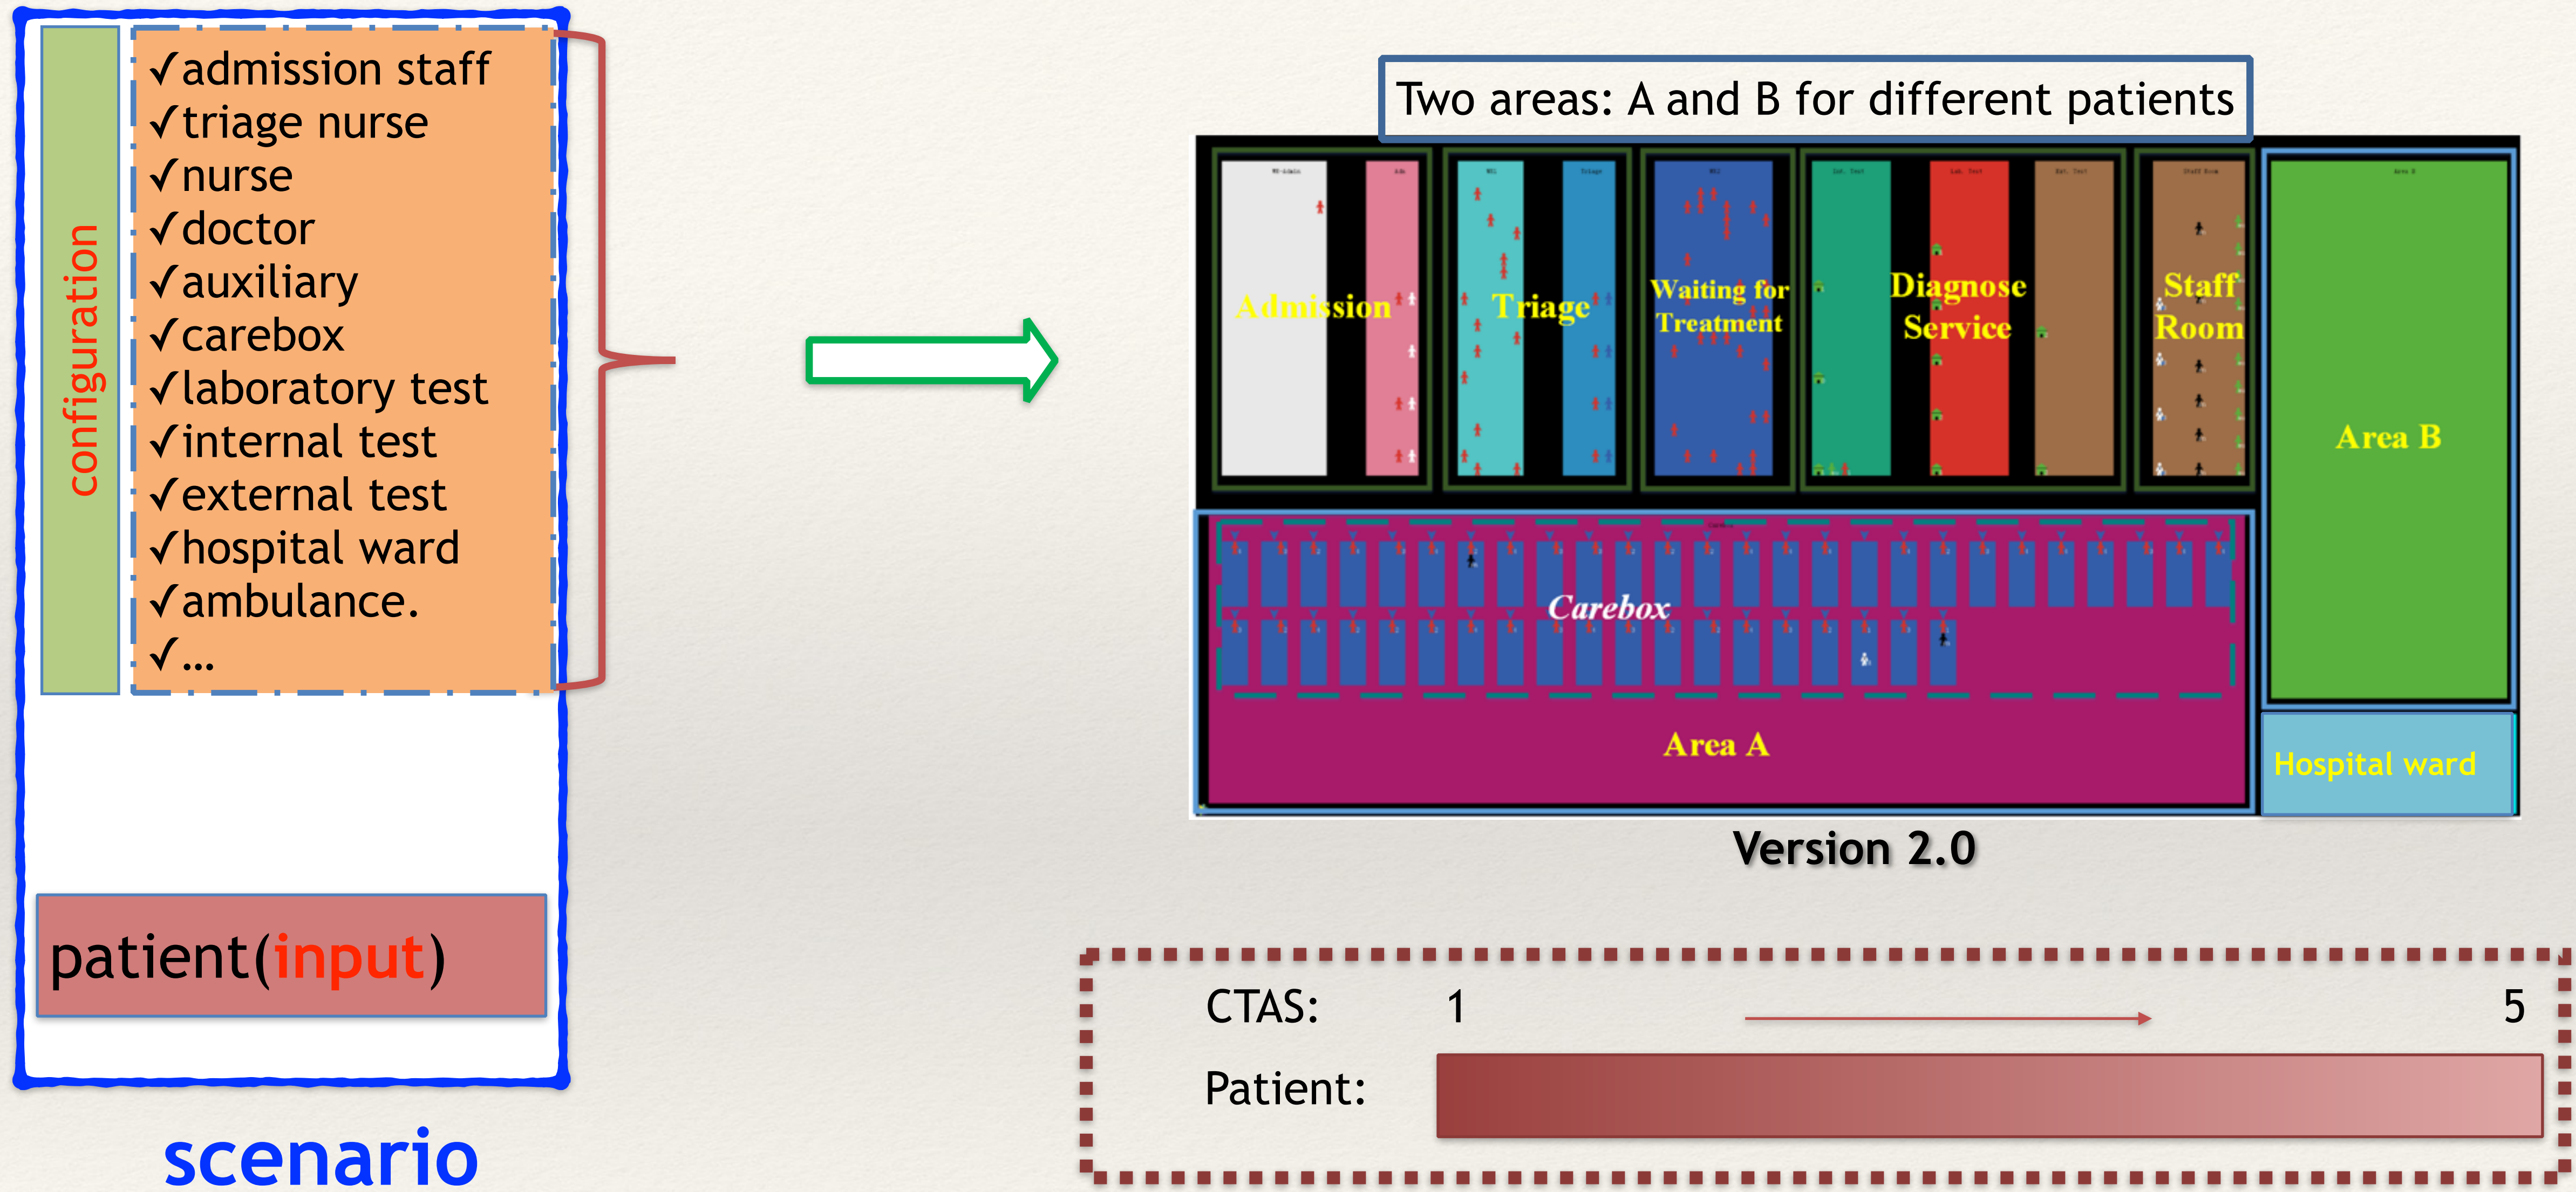 configuration
✓admission staff
✓triage nurse
✓nurse
✓doctor
✓auxiliary
✓carebox
✓laboratory test
✓internal test
✓external test
✓hospital ward
✓ambulance.
✓...
patient(input)
scenario
Two areas: A and B for different patients
Admission
Triage
Waiting for
Treatment
Diagnose
Service
Staff
Room
Area B
Carebox
Area A
Hospital ward
Version 2.0
CTAS: 1 5
Patient: